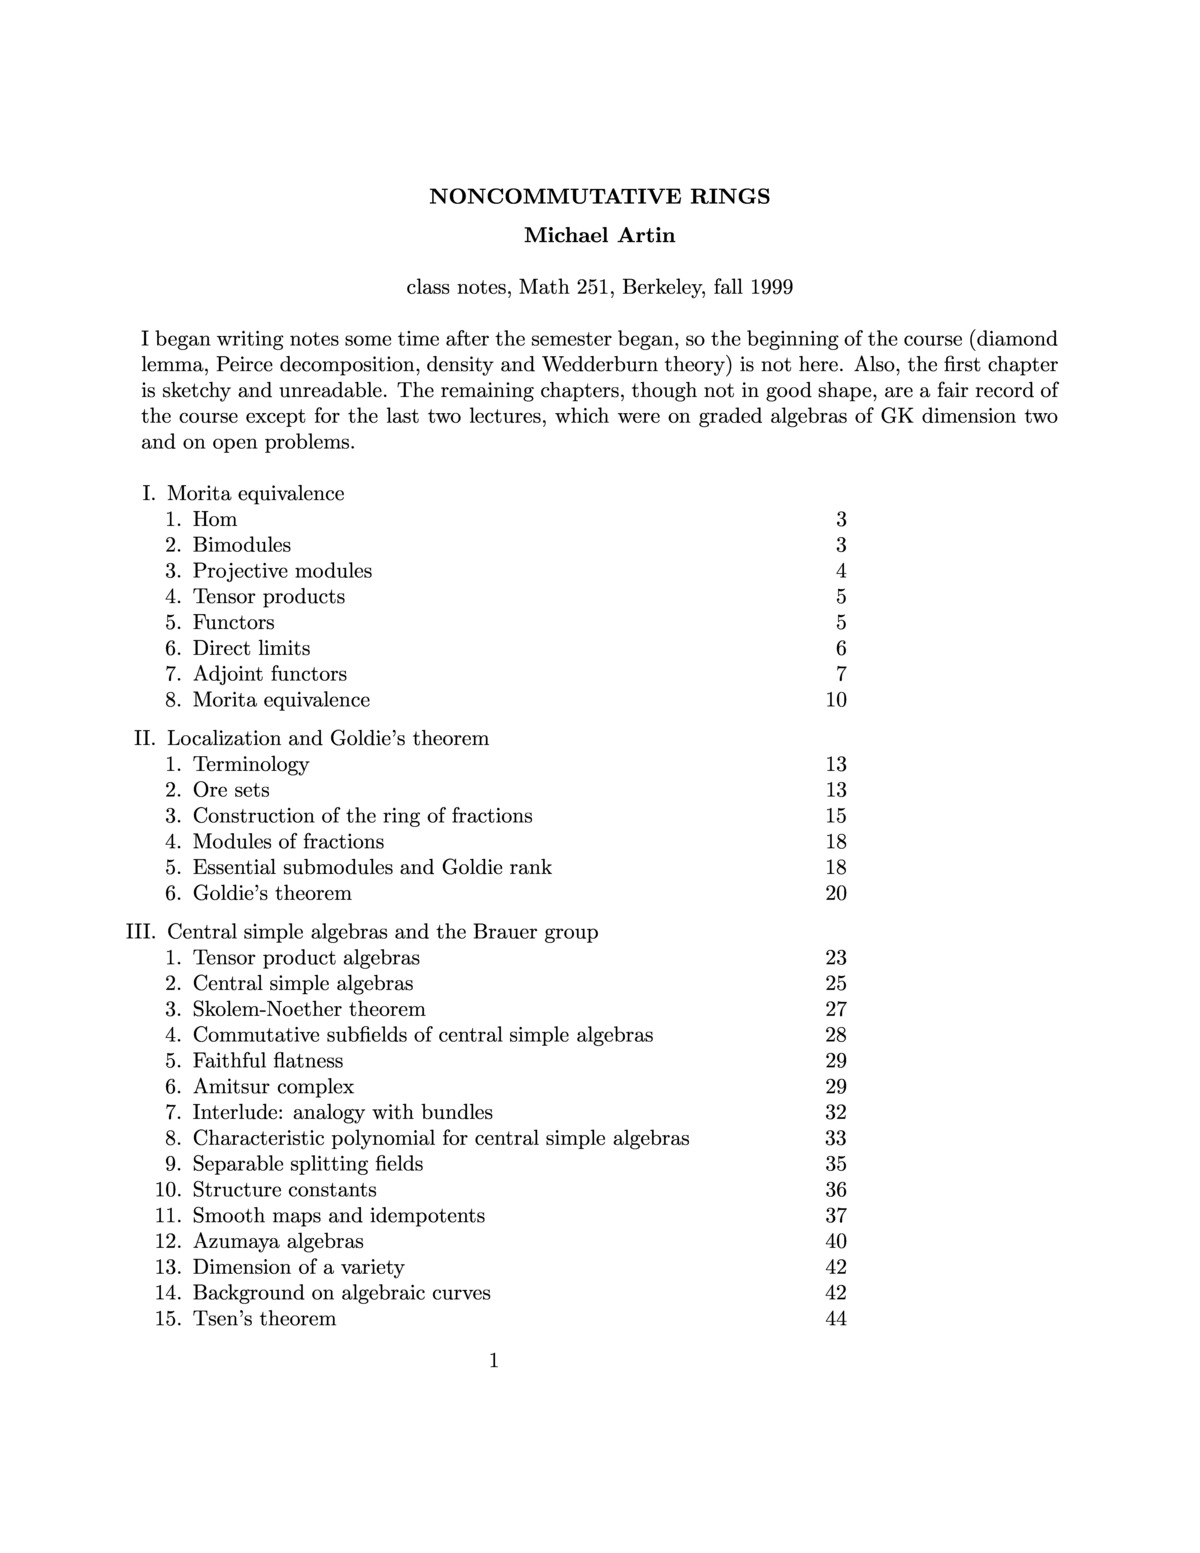 NONCOMMUTATIVE RINGS
Michael Artin
class notes, Math 251, Berkeley, fall 1999
I began writing notes some time after the semester began, so the beginning of the course (diamond
lemma, Peirce decomposition, density and Wedderburn theory) is not here. Also, the first chapter
is sketchy and unreadable. The remaining chapters, though not in good shape, are a fair record of
the course except for the last two lectures, which were on graded algebras of GK dimension two
and on open problems.
I. Morita equivalence
1. Hom 3
2. Bimodules 3
3. Projective modules 4
4. Tensor products 5
5. Functors 5
6. Direct limits 6
7. Adjoint functors 7
8. Morita equivalence 10
II. Localization and Goldie's theorem
1. Terminology 13
2. Ore sets 13
3. Construction of the ring of fractions 15
4. Modules of fractions 18
5. Essential submodules and Goldie rank 18
6. Goldie's theorem 20
III. Central simple algebras and the Brauer group
1. Tensor product algebras 23
2. Central simple algebras 25
3. Skolem-Noether theorem 27
4. Commutative subfields of central simple algebras 28
5. Faithful flatness 29
6. Amitsur complex 29
7. Interlude: analogy with bundles 32
8. Characteristic polynomial for central simple algebras 33
9. Separable splitting fields 35
10. Structure constants 36
11. Smooth maps and idempotents 37
12. Azumaya algebras 40
13. Dimension of a variety 42
14. Background on algebraic curves 42
15. Tsen's theorem 44
1